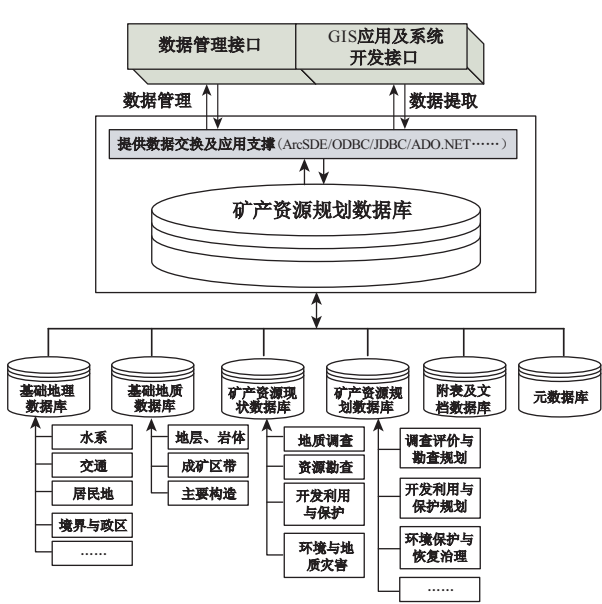 数据管理接口
GIS应用及系统
开发接口
数据管理
数据提取
提供数据交换及应用支撑（ArcSDE/ODBC/JDBC/ADO.NET……）
矿产资源规划数据库
基础地理
数据库
基础地质
数据库
矿产资源现
状数据库
矿产资源规
划数据库
附表及文
档数据库
元数据库
水系
交通
居民地
境界与政区
……
地层、岩体
成矿区带
主要构造
地质调查
资源勘查
开发利用
与保护
环境与地
质灾害
调查评价与
勘查规划
开发利用与
保护规划
环境保护与
恢复治理
……